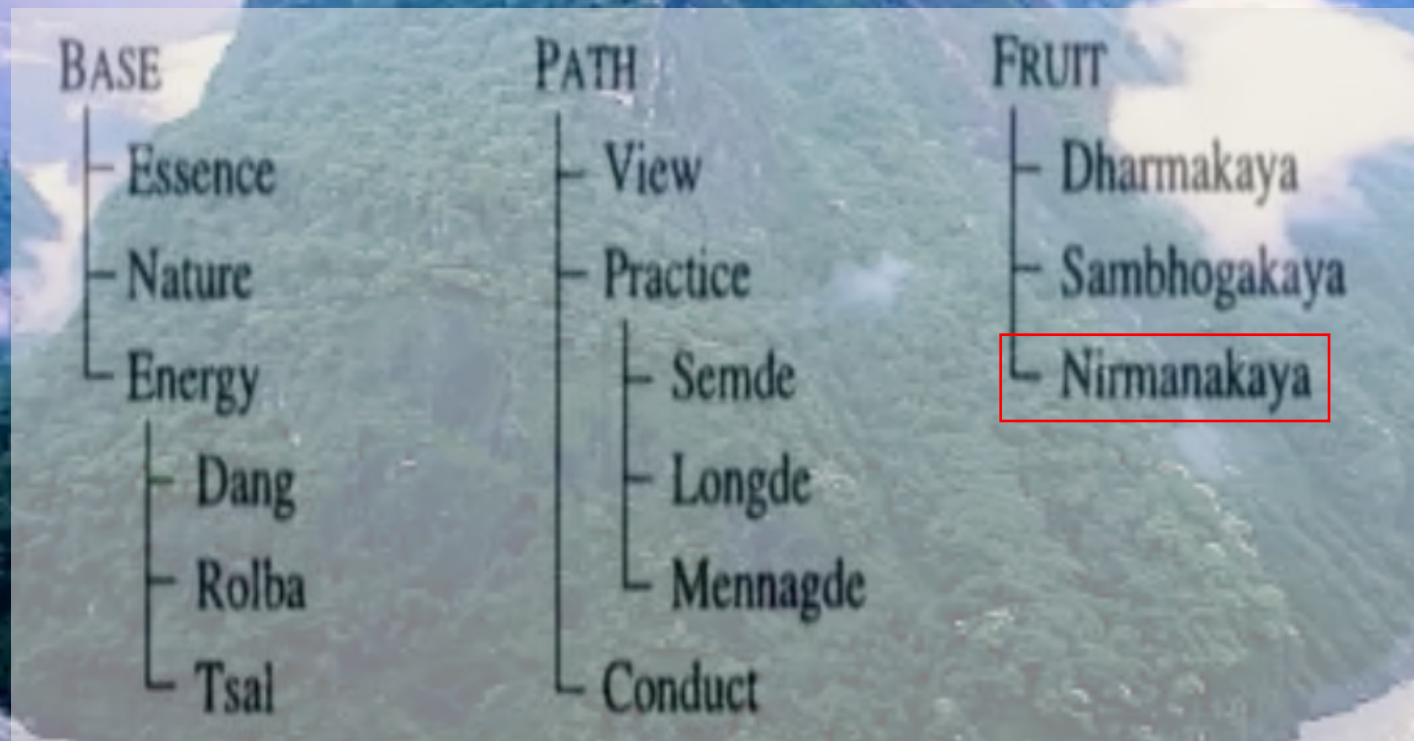 BASE
Essence
Nature
Energy
Dang
Rolba
Tsal
PATH
View
Practice
Semde
Longde
Mennagde
Conduct
FRUIT
Dharmakaya
Sambhogakaya
Nirmanakaya